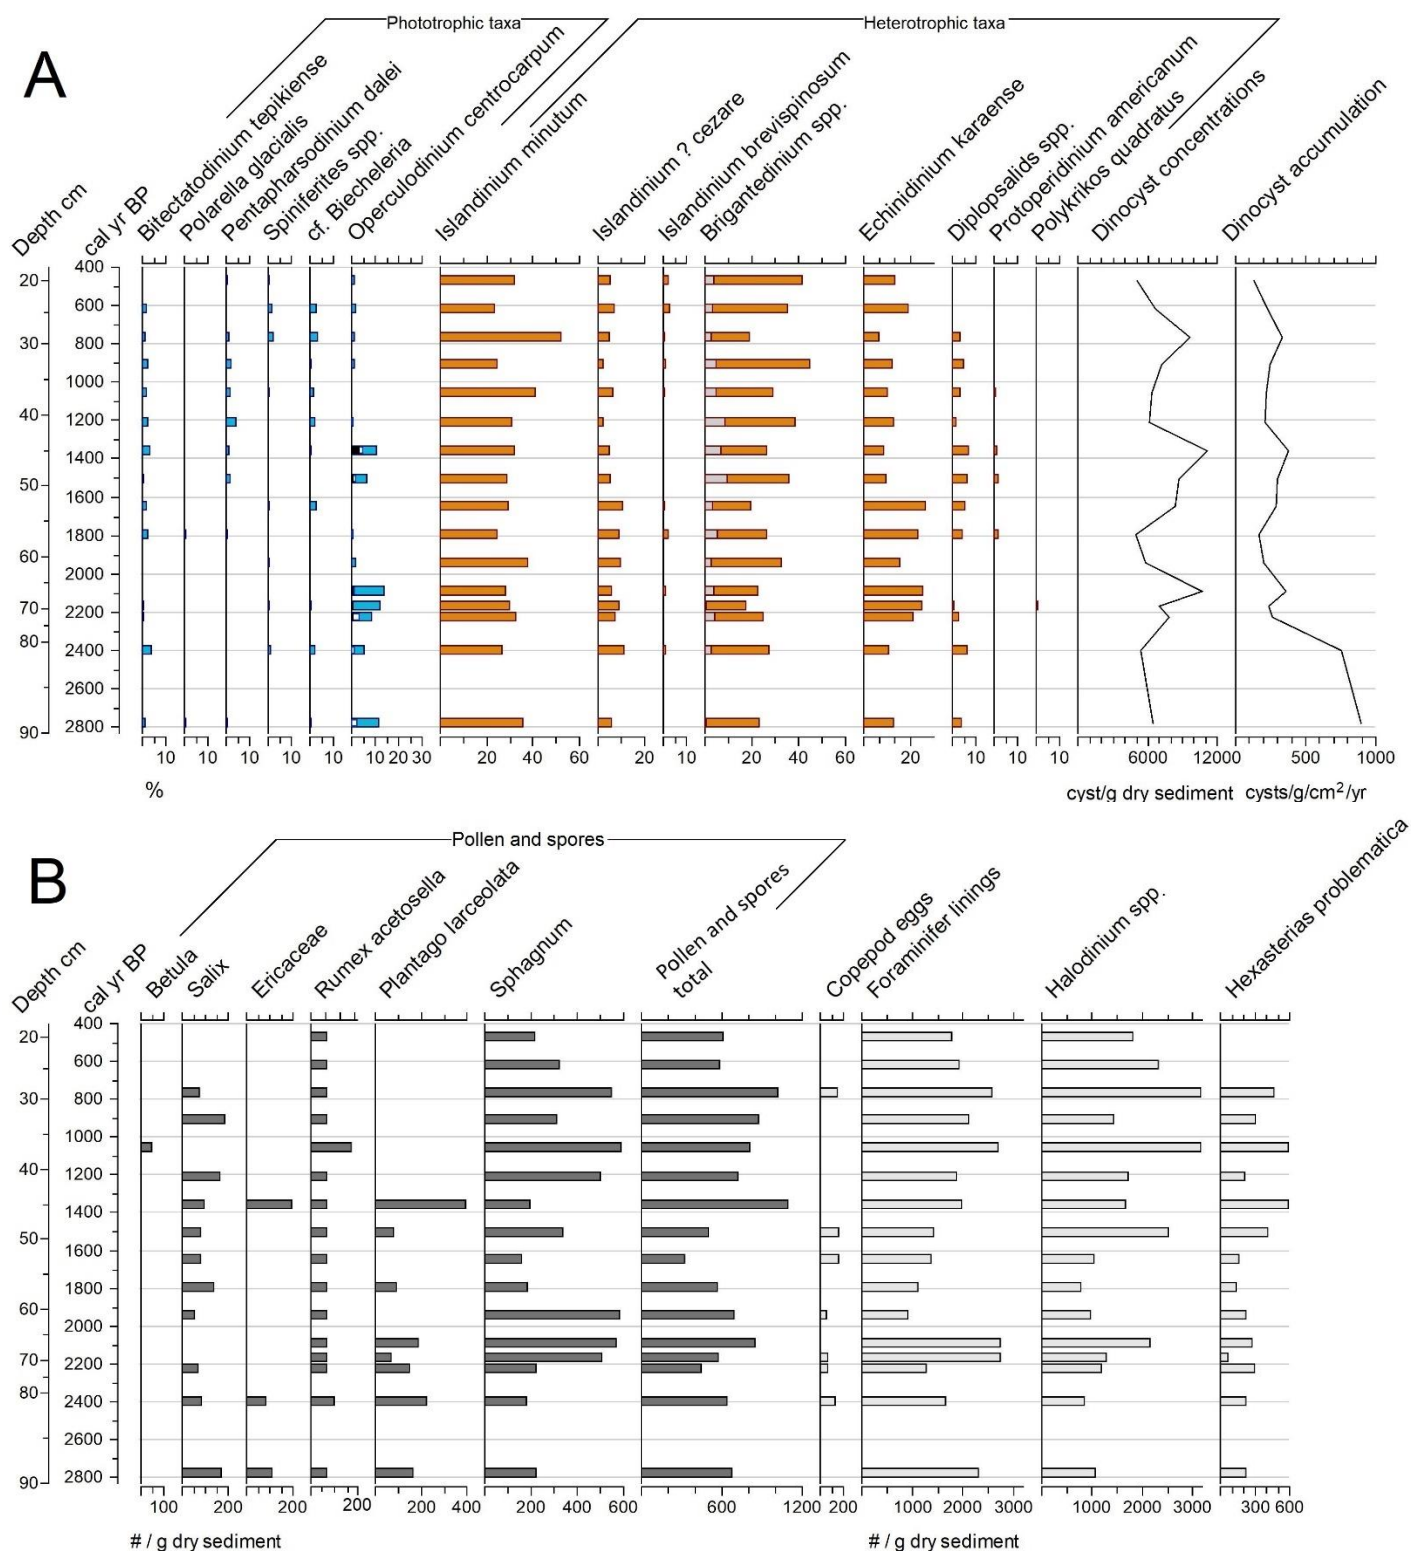 Phototrophic taxa
Heterotrophic taxa
A
Depth cm
cal yr BP
Bitectatodinium tepikiense
Polarella glacialis
Pentapharsodinium dalei
Spiniferites spp.
cf. Biecheleria
Operculodinium centrocarpum
Islandinium minutum
Islandinium ? cezare
Islandinium brevispinosum
Brigantedinium spp.
Echinidinium karaense
Diplopsalids spp.
Protoperidinium americanum
Polykrikos quadratus
Dinocyst concentrations
Dinocyst accumulation
20
30
40
50
60
70
80
90
400
600
800
1000
1200
1400
1600
1800
2000
2200
2400
2600
2800
10
10
10
10
10
10 20 30
20 40 60
20
10
20 40 60
20
10
10
10
6000 12000
500 1000
%
cyst/g dry sediment
cysts/g/cm²/yr
Pollen and spores
B
Depth cm
cal yr BP
Betula
Salix
Ericaceae
Rumex acetosella
Plantago larceolata
Sphagnum
Pollen and spores
total
Copepod eggs
Foraminifer linings
Halodinium spp.
Hexasterias problematica
20
30
40
50
60
70
80
90
400
600
800
1000
1200
1400
1600
1800
2000
2200
2400
2600
2800
100
200
200
200
200 400
200 400 600
600 1200
200
1000 2000 3000
1000 2000 3000
300 600
# / g dry sediment
# / g dry sediment